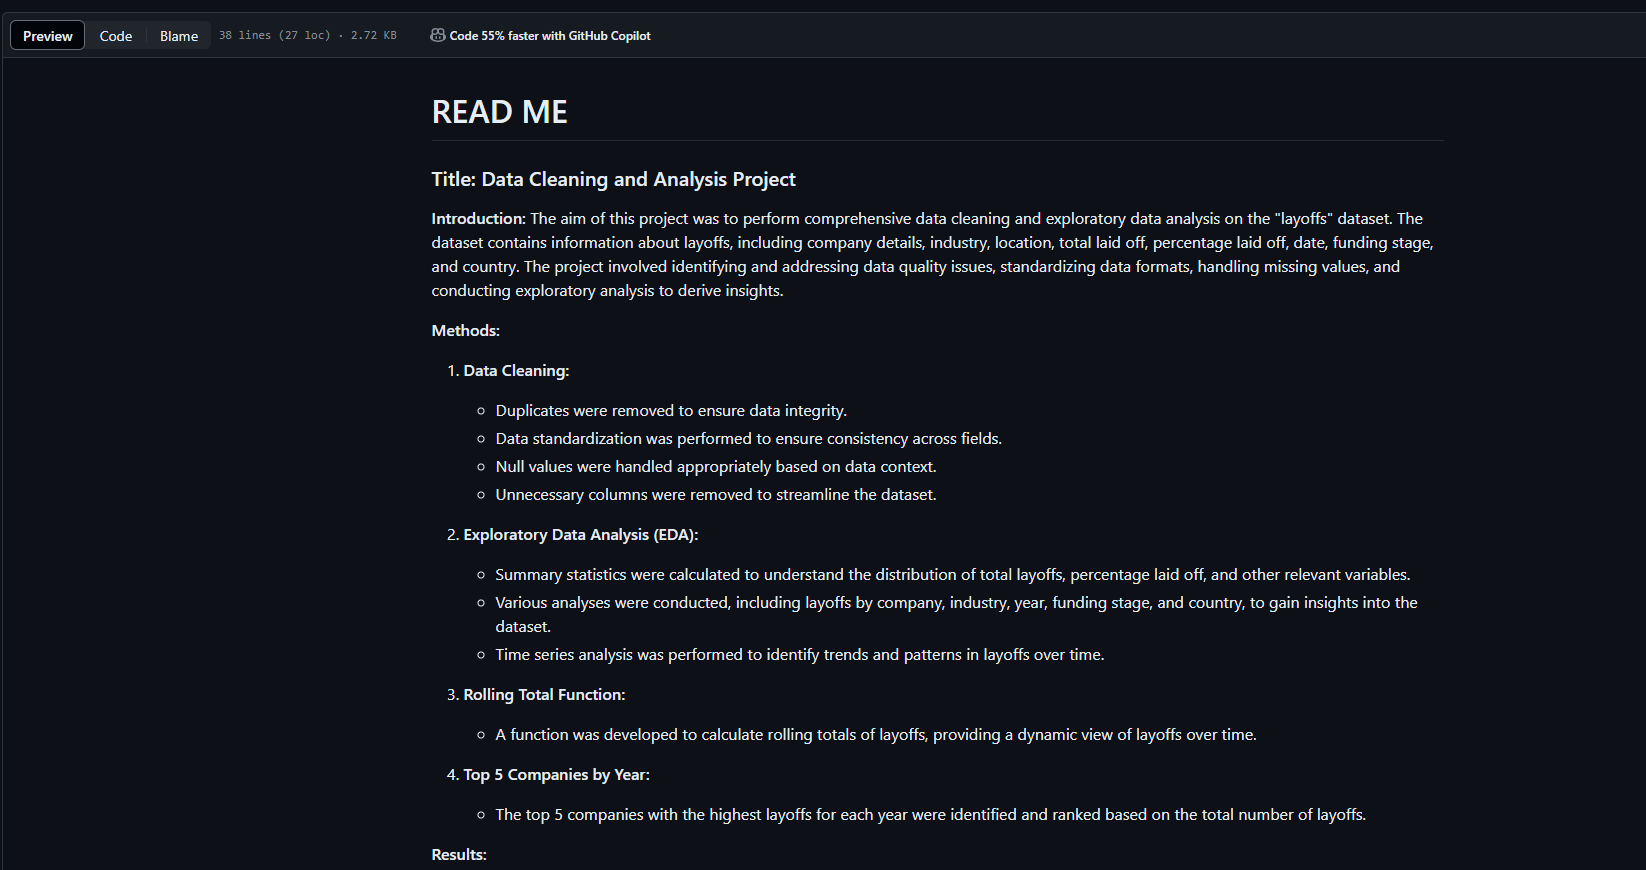 Preview Code Blame 38 lines (27 loc) · 2.72 KB Code 55% faster with GitHub Copilot
READ ME
Title: Data Cleaning and Analysis Project
Introduction: The aim of this project was to perform comprehensive data cleaning and exploratory data analysis on the "layoffs" dataset. The
dataset contains information about layoffs, including company details, industry, location, total laid off, percentage laid off, date, funding stage,
and country. The project involved identifying and addressing data quality issues, standardizing data formats, handling missing values, and
conducting exploratory analysis to derive insights.
Methods:
1. Data Cleaning:
○ Duplicates were removed to ensure data integrity.
○ Data standardization was performed to ensure consistency across fields.
○ Null values were handled appropriately based on data context.
○ Unnecessary columns were removed to streamline the dataset.
2. Exploratory Data Analysis (EDA):
○ Summary statistics were calculated to understand the distribution of total layoffs, percentage laid off, and other relevant variables.
○ Various analyses were conducted, including layoffs by company, industry, year, funding stage, and country, to gain insights into the
dataset.
○ Time series analysis was performed to identify trends and patterns in layoffs over time.
3. Rolling Total Function:
○ A function was developed to calculate rolling totals of layoffs, providing a dynamic view of layoffs over time.
4. Top 5 Companies by Year:
○ The top 5 companies with the highest layoffs for each year were identified and ranked based on the total number of layoffs.
Results: